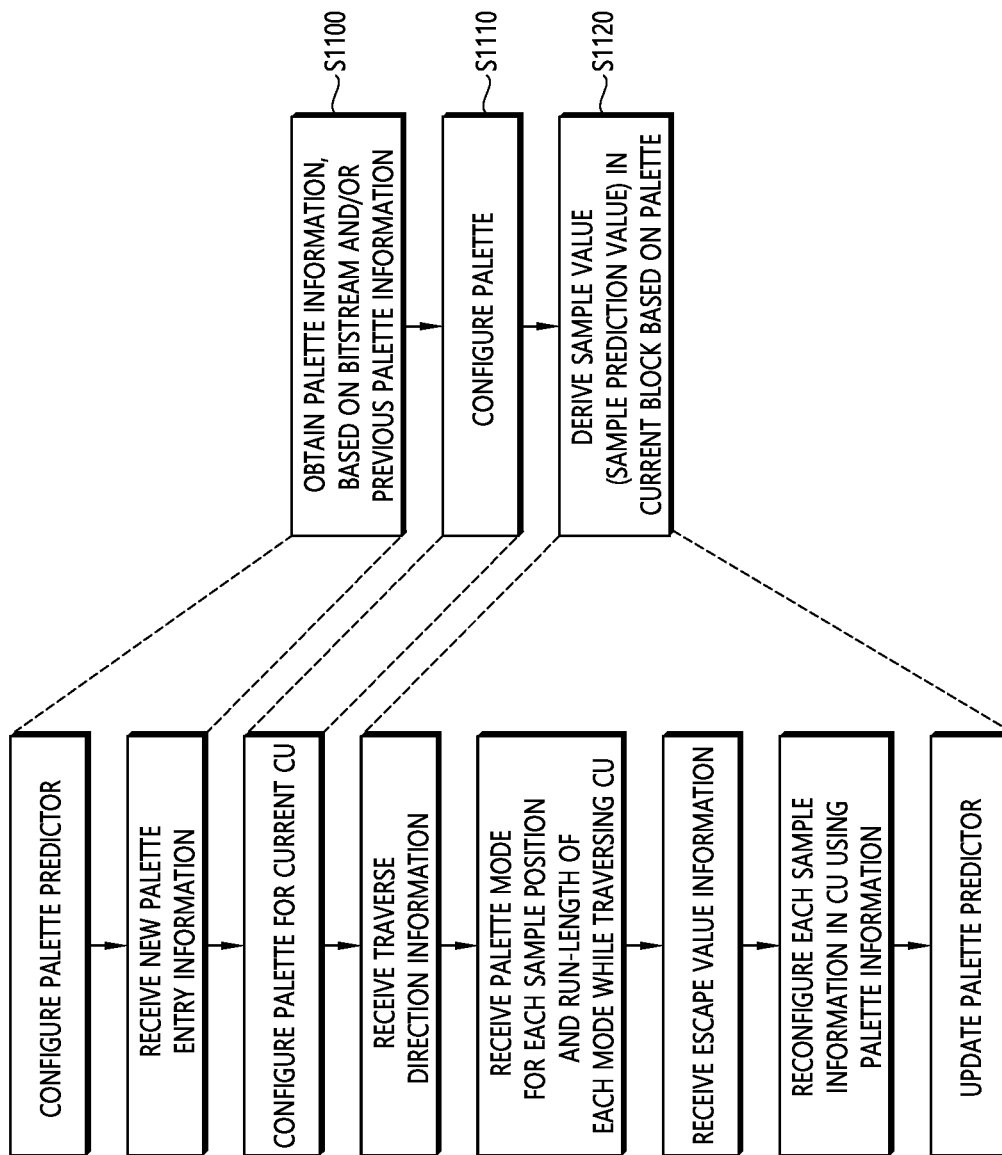 CONFIGURE PALETTE PREDICTOR
RECEIVE NEW PALETTE
ENTRY INFORMATION
CONFIGURE PALETTE FOR CURRENT CU
RECEIVE TRAVERSE
DIRECTION INFORMATION
RECEIVE PALETTE MODE
FOR EACH SAMPLE POSITION
AND RUN-LENGTH OF
EACH MODE WHILE TRAVERSING CU
RECEIVE ESCAPE VALUE INFORMATION
RECONFIGURE EACH SAMPLE
INFORMATION IN CU USING
PALETTE INFORMATION
UPDATE PALETTE PREDICTOR
OBTAIN PALETTE INFORMATION,
BASED ON BITSTREAM AND/OR
PREVIOUS PALETTE INFORMATION
S1100
CONFIGURE PALETTE
S1110
DERIVE SAMPLE VALUE
(SAMPLE PREDICTION VALUE) IN
CURRENT BLOCK BASED ON PALETTE
S1120